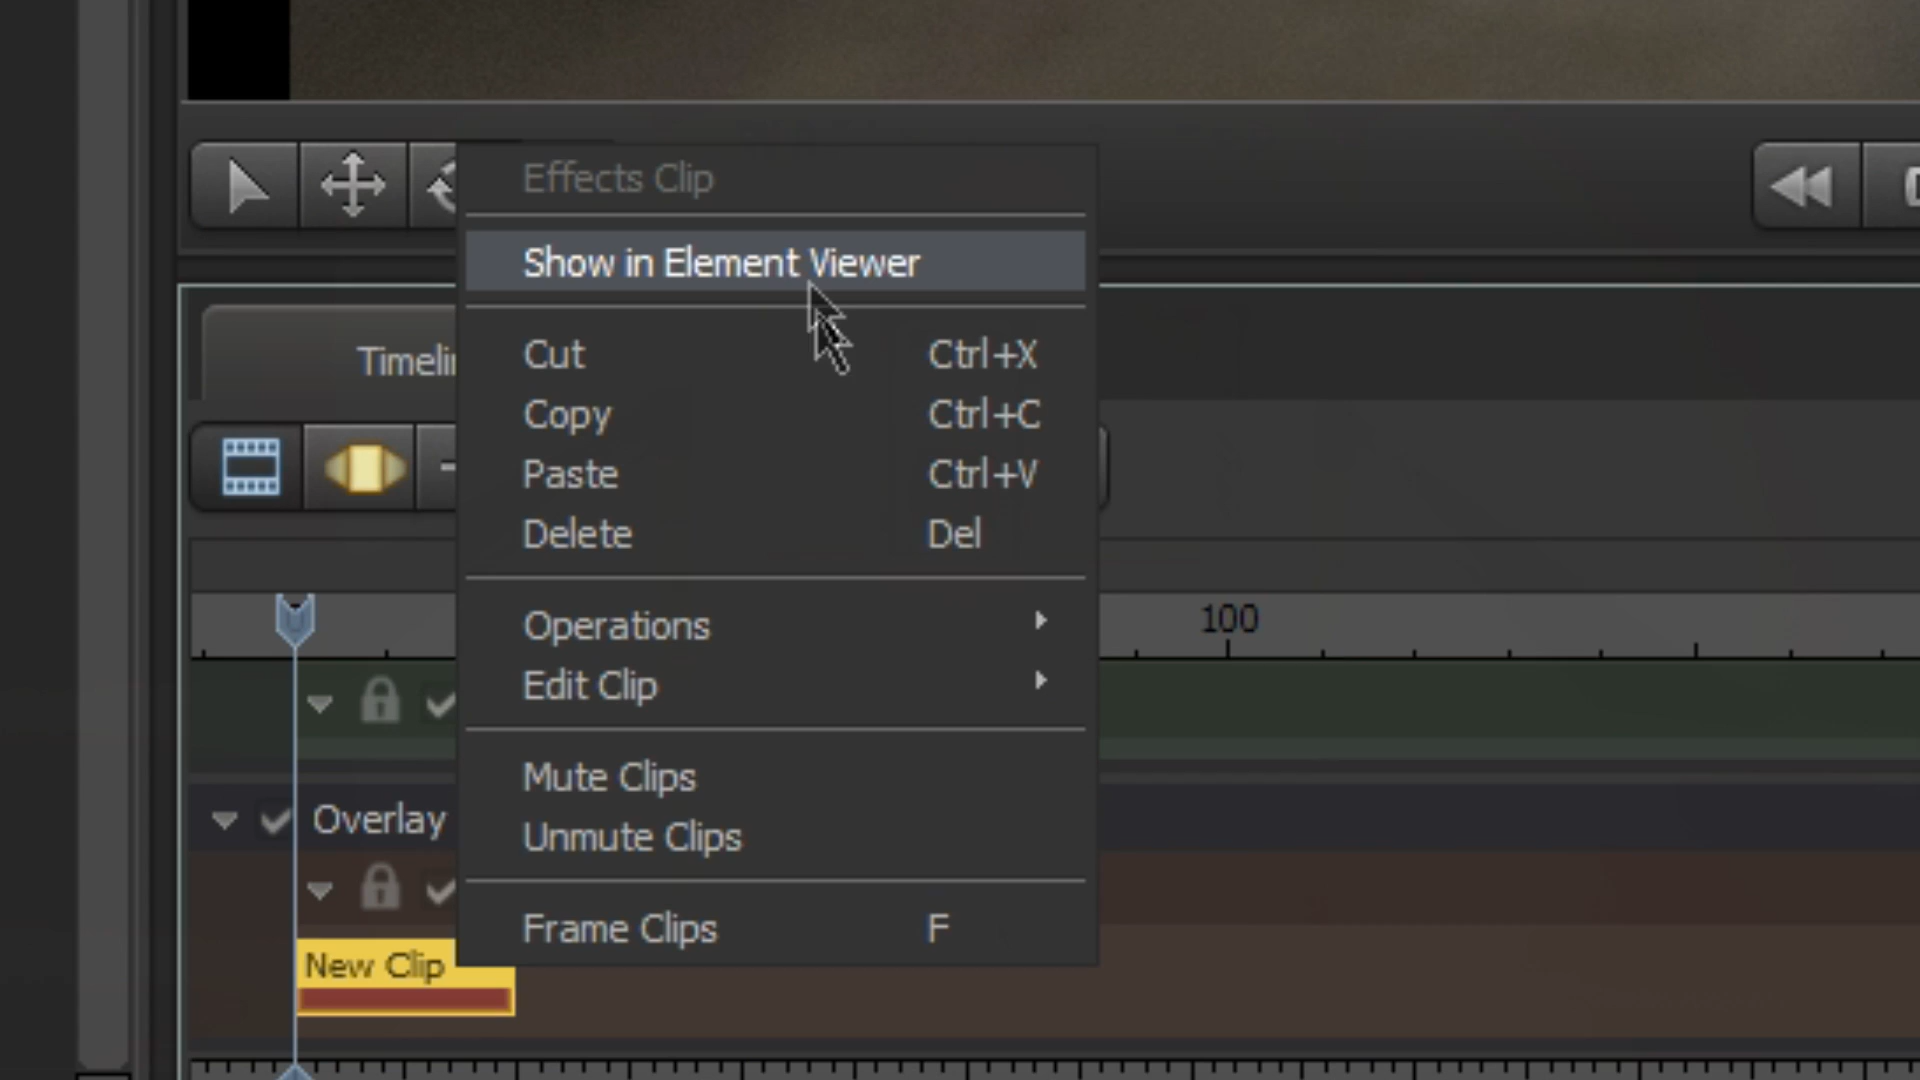 Effects Clip
Show in Element Viewer
Cut Ctrl+X
Copy Ctrl+C
Paste Ctrl+V
Delete Del
Operations
Edit Clip
Mute Clips
Unmute Clips
Frame Clips F
Timelin
100
Overlay
New Clip